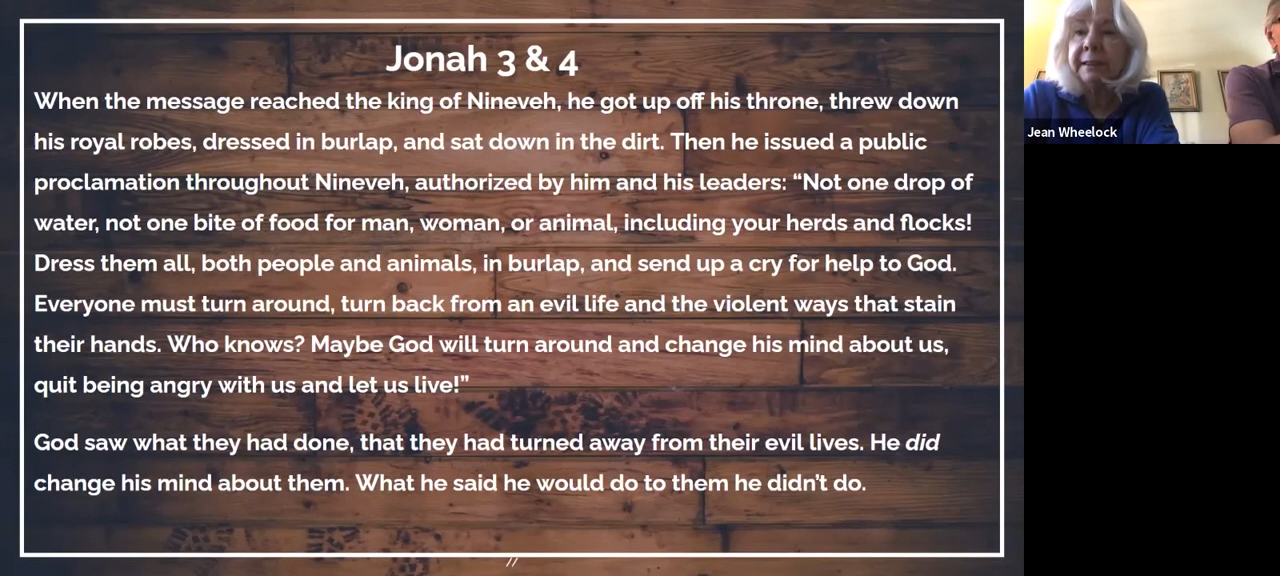 Jonah 3 & 4
When the message reached the king of Nineveh, he got up off his throne, threw down
his royal robes, dressed in burlap, and sat down in the dirt. Then he issued a public
proclamation throughout Nineveh, authorized by him and his leaders: “Not one drop of
water, not one bite of food for man, woman, or animal, including your herds and flocks!
Dress them all, both people and animals, in burlap, and send up a cry for help to God.
Everyone must turn around, turn back from an evil life and the violent ways that stain
their hands. Who knows? Maybe God will turn around and change his mind about us,
quit being angry with us and let us live!”
God saw what they had done, that they had turned away from their evil lives. He did
change his mind about them. What he said he would do to them he didn’t do.
//
Jean Wheelock